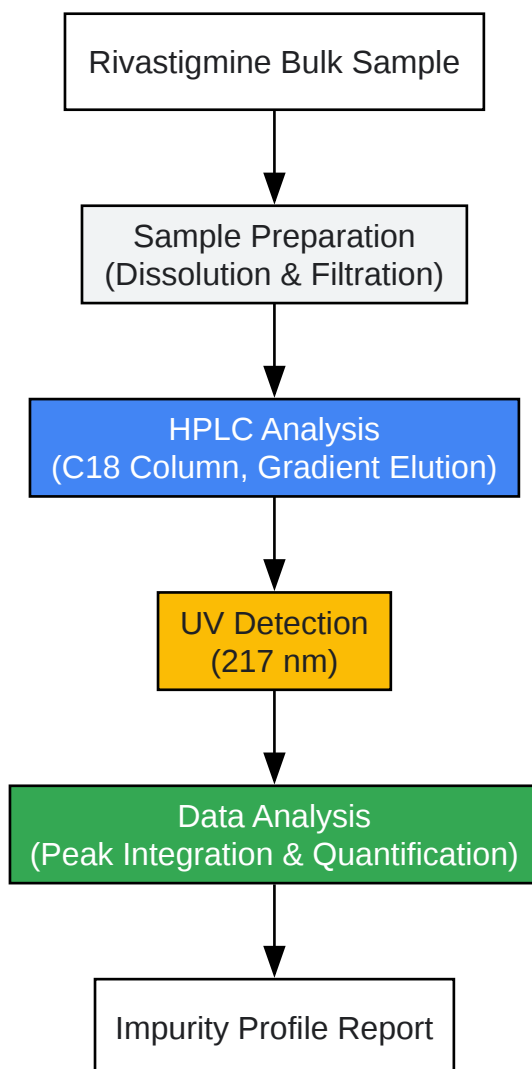 Rivastigmine Bulk Sample
Sample Preparation
(Dissolution & Filtration)
HPLC Analysis
(C18 Column, Gradient Elution)
UV Detection
(217 nm)
Data Analysis
(Peak Integration & Quantification)
Impurity Profile Report